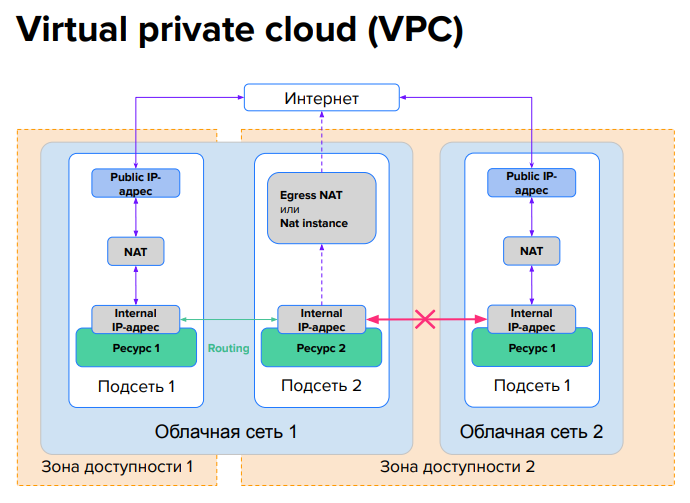 Virtual private cloud (VPC)
Интернет
Public IP-
адрес
NAT
Internal
IP-адрес
Ресурс 1
Подсеть 1
Routing
Egress NAT
или
Nat instance
Internal
IP-адрес
Ресурс 2
Подсеть 2
Облачная сеть 1
Public IP-
адрес
NAT
Internal
IP-адрес
Ресурс 1
Подсеть 1
Облачная сеть 2
Зона доступности 1
Зона доступности 2